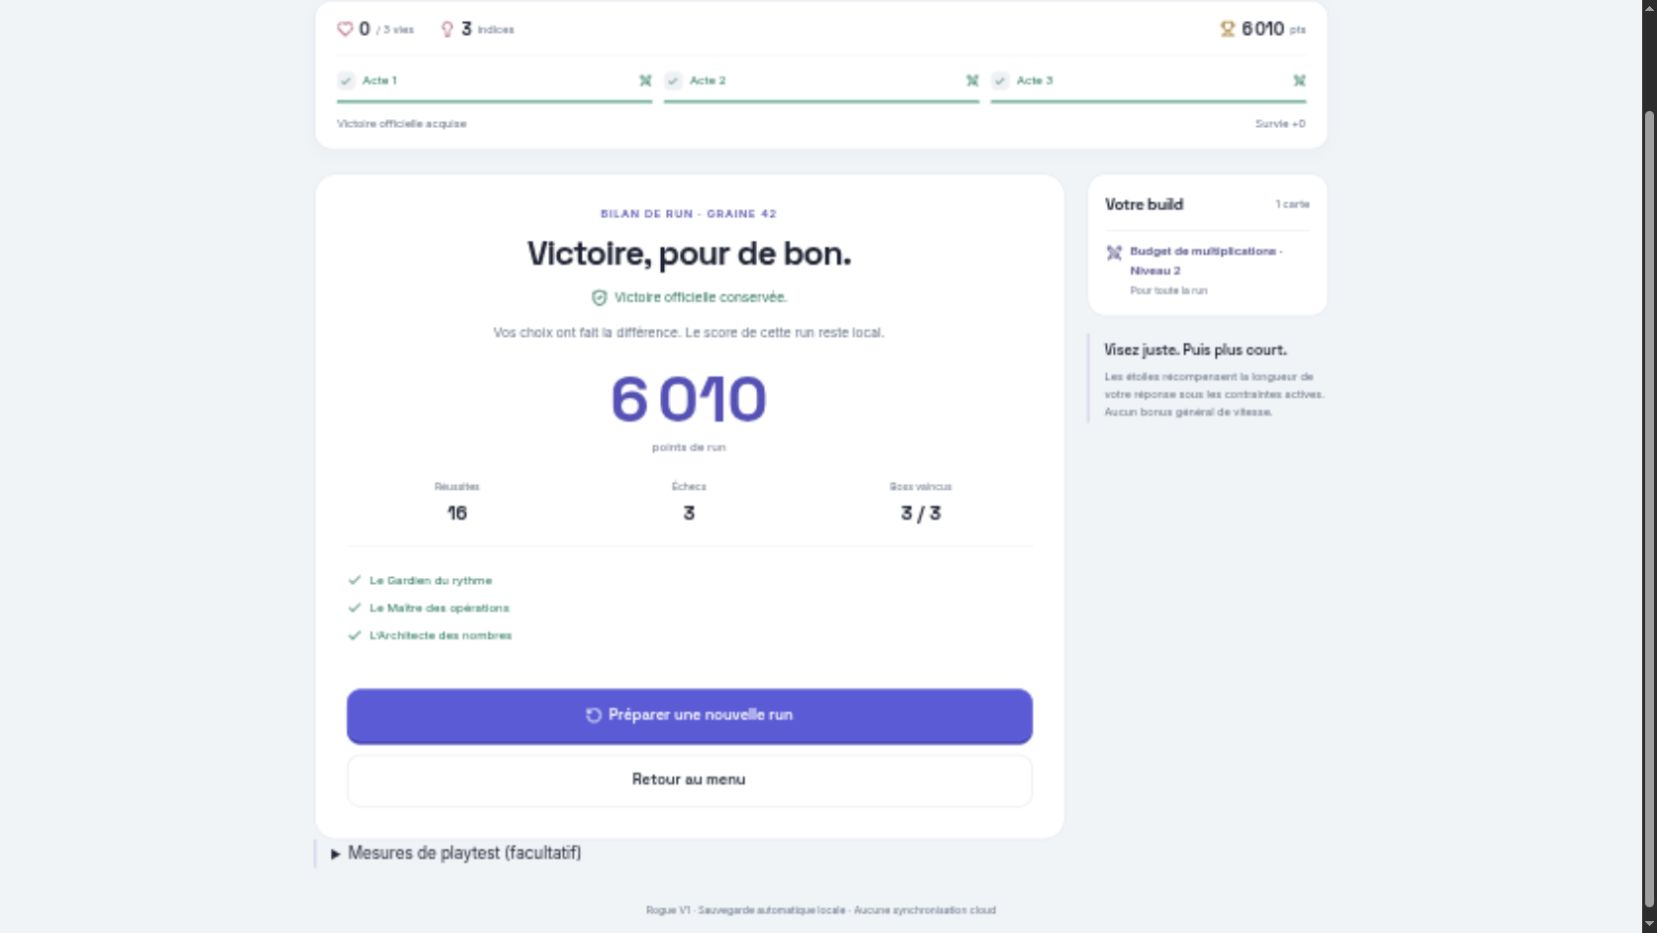 0 / 3 vies 3 indices 6 010 pts
Acte 1 Acte 2 Acte 3
Victoire officielle acquise Survie +0
BILAN DE RUN · GRAINE 42
Victoire, pour de bon.
Victoire officielle conservée.
Vos choix ont fait la différence. Le score de cette run reste local.
6 010
points de run
Réussites Échecs Boss vaincus
16 3 3 / 3
Le Gardien du rythme
Le Maître des opérations
L'Architecte des nombres
Préparer une nouvelle run
Retour au menu
Votre build 1 carte
Budget de multiplications ·
Niveau 2
Pour toute la run
Visez juste. Puis plus court.
Les étoiles récompensent la longueur de
votre réponse sous les contraintes actives.
Aucun bonus général de vitesse.
▶ Mesures de playtest (facultatif)
Rogue V1 · Sauvegarde automatique locale · Aucune synchronisation cloud